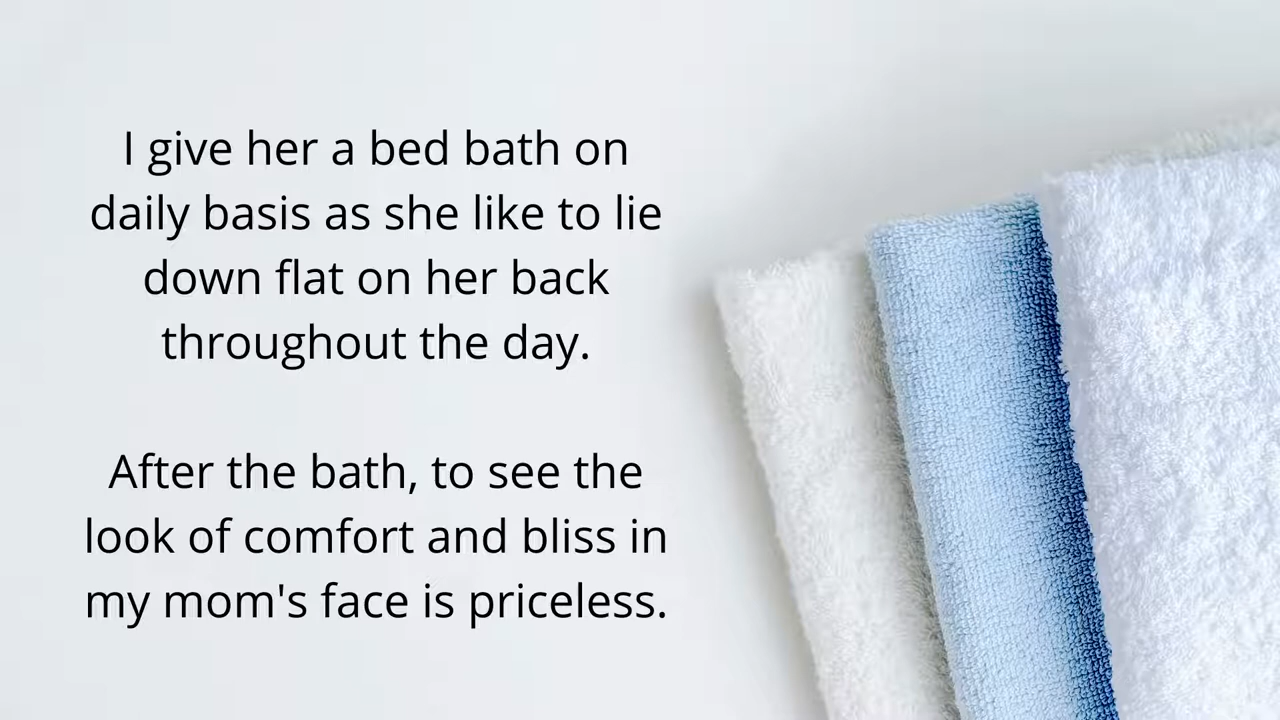 I give her a bed bath on
daily basis as she like to lie
down flat on her back
throughout the day.
After the bath, to see the
look of comfort and bliss in
my mom's face is priceless.